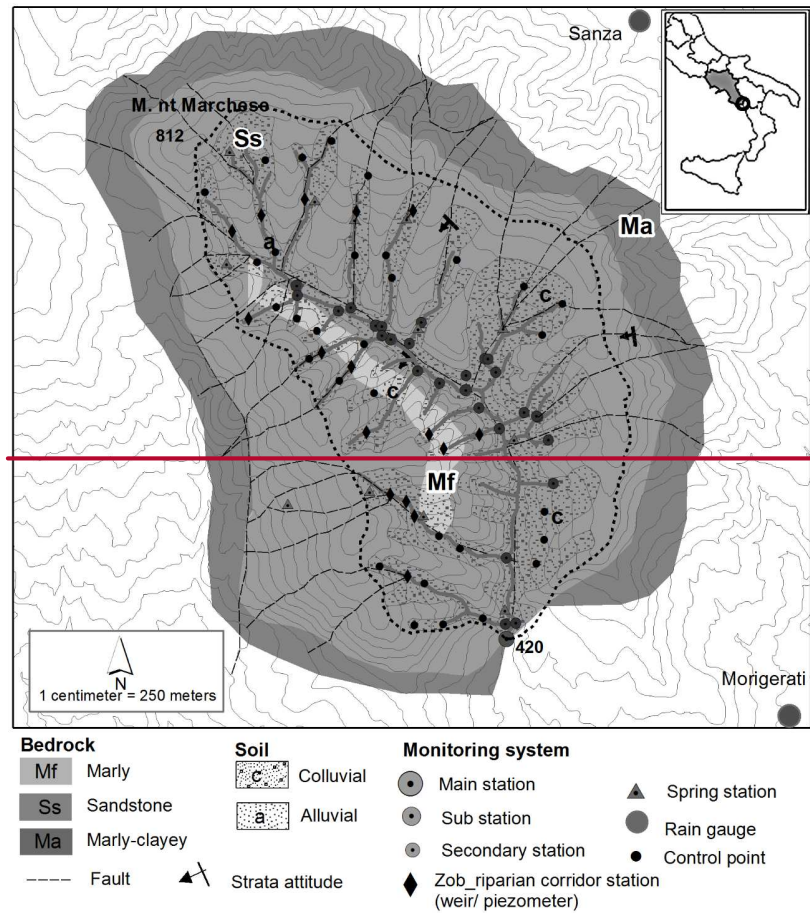 Sanza
M. nt Marchese
812
Ss
Ma
a
c
c
Mf
c
420
N
1 centimeter = 250 meters
Morigerati
Bedrock
Mf Marly
Ss Sandstone
Ma Marly-clayey
Fault
Strata attitude
Soil
c Colluvial
a Alluvial
Monitoring system
Main station
Sub station
Secondary station
Zob_riparian corridor station
(weir/ piezometer)
Spring station
Rain gauge
Control point